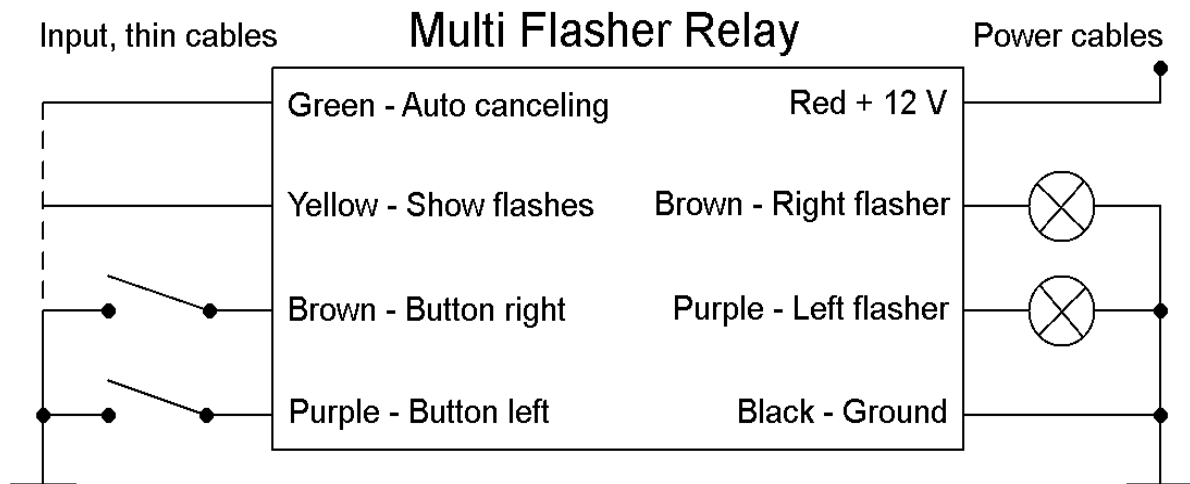 Input, thin cables
Multi Flasher Relay
Power cables
Green - Auto canceling
Red + 12 V
Yellow - Show flashes
Brown - Right flasher
Brown - Button right
Purple - Left flasher
Purple - Button left
Black - Ground